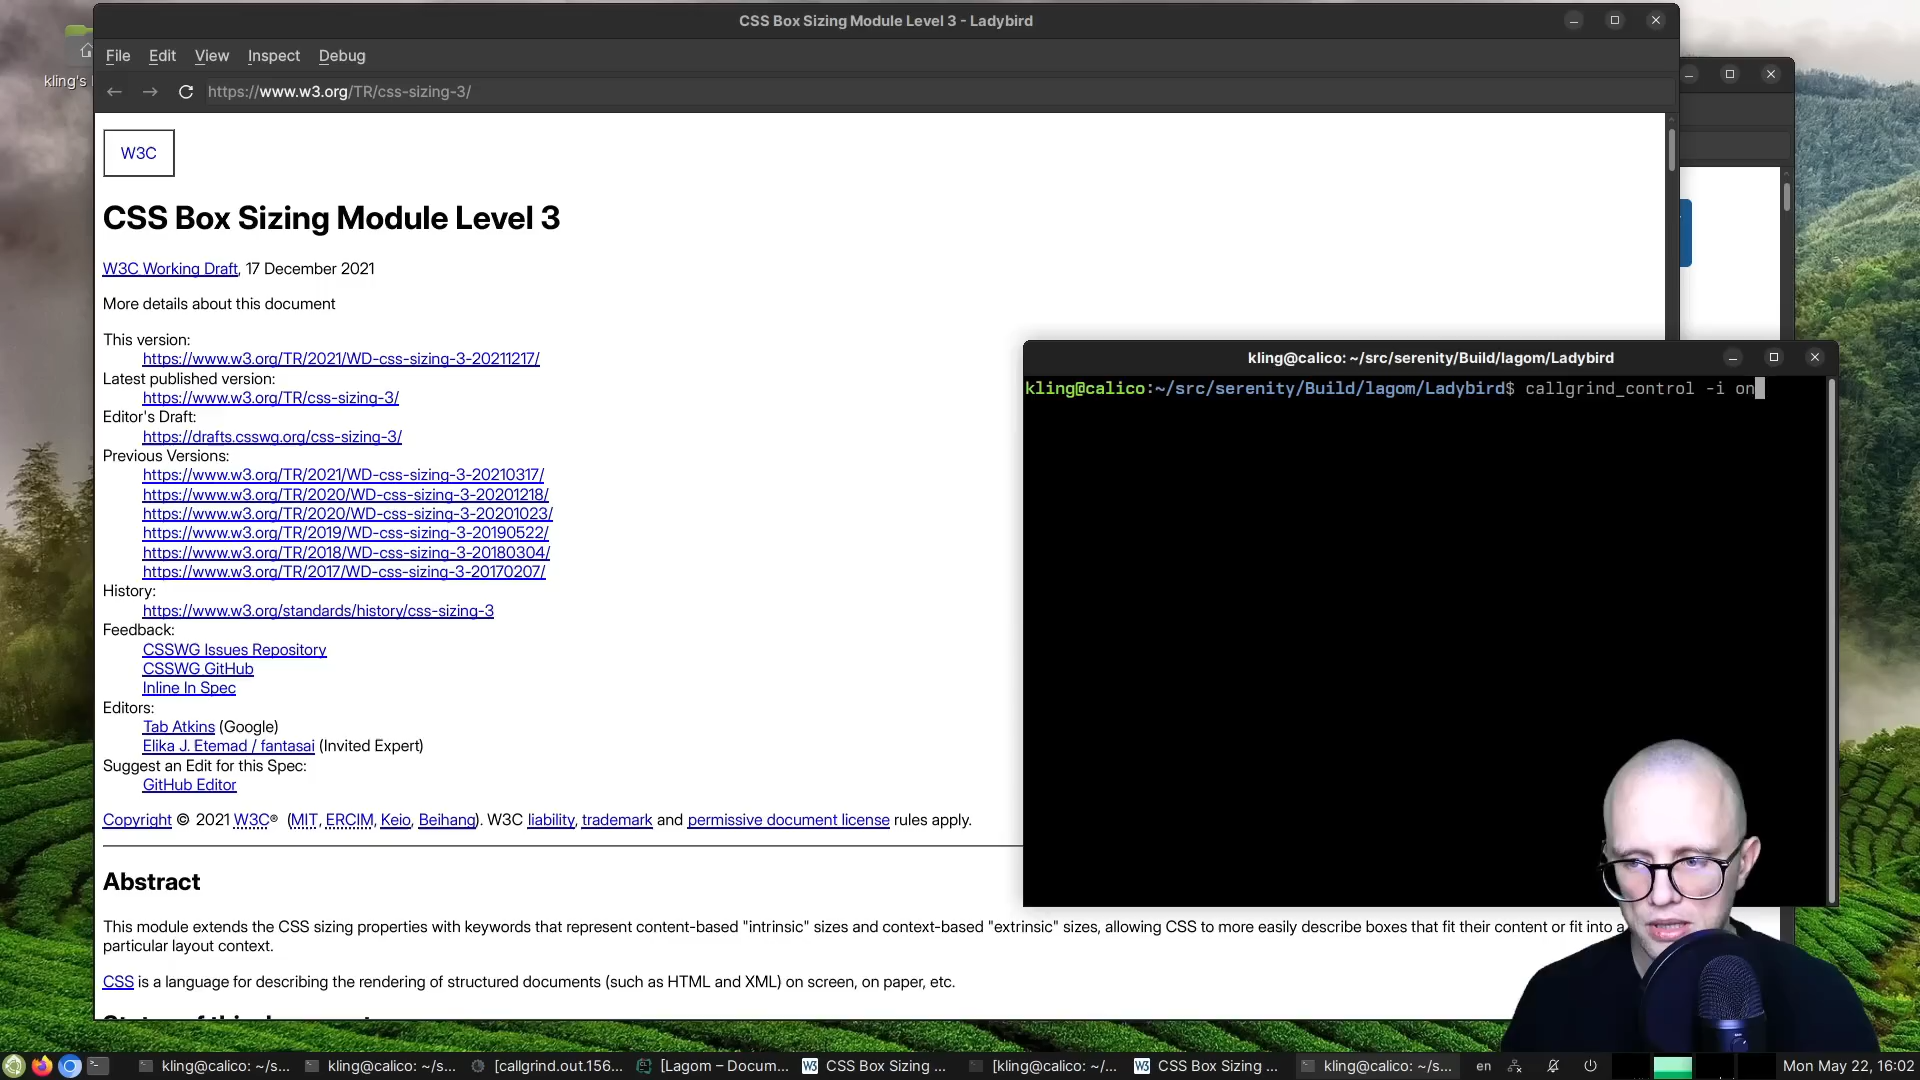 CSS Box Sizing Module Level 3 - Ladybird
kling's
File Edit View Inspect Debug
https://www.w3.org/TR/css-sizing-3/
W3C
CSS Box Sizing Module Level 3
W3C Working Draft, 17 December 2021
More details about this document
This version:
https://www.w3.org/TR/2021/WD-css-sizing-3-20211217/
Latest published version:
https://www.w3.org/TR/css-sizing-3/
Editor's Draft:
https://drafts.csswg.org/css-sizing-3/
Previous Versions:
https://www.w3.org/TR/2021/WD-css-sizing-3-20210317/
https://www.w3.org/TR/2020/WD-css-sizing-3-20201218/
https://www.w3.org/TR/2020/WD-css-sizing-3-20201023/
https://www.w3.org/TR/2019/WD-css-sizing-3-20190522/
https://www.w3.org/TR/2018/WD-css-sizing-3-20180304/
https://www.w3.org/TR/2017/WD-css-sizing-3-20170207/
History:
https://www.w3.org/standards/history/css-sizing-3
Feedback:
CSSWG Issues Repository
CSSWG GitHub
Inline In Spec
Editors:
Tab Atkins (Google)
Elika J. Etemad / fantasai (Invited Expert)
Suggest an Edit for this Spec:
GitHub Editor
Copyright © 2021 W3C® (MIT, ERCIM, Keio, Beihang). W3C liability, trademark and permissive document license rules apply.
Abstract
This module extends the CSS sizing properties with keywords that represent content-based "intrinsic" sizes and context-based "extrinsic" sizes, allowing CSS to more easily describe boxes that fit their content or fit into a
particular layout context.
CSS is a language for describing the rendering of structured documents (such as HTML and XML) on screen, on paper, etc.
kling@calico: ~/src/serenity/Build/lagom/Ladybird
kling@calico:~/src/serenity/Build/lagom/Ladybird$ callgrind_control -i on
kling@calico: ~/s... kling@calico: ~/s... [callgrind.out.156... [Lagom – Docum... CSS Box Sizing ... [kling@calico: ~/... CSS Box Sizing ... kling@calico: ~/s... en Mon May 22, 16:02